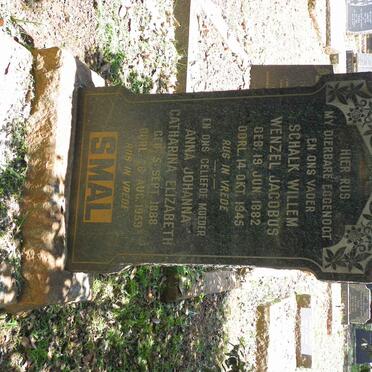 HIER RUS
MY DIERBARE EGGENOOT
EN ONS VADER
SCHALK WILLEM
WENZEL JACOBUS
GEB. 19 JUN. 1882
OORL. 14 OKT. 1945
RUS IN VREDE
EN ONS GELIEFDE MOEDER
ANNA JOHANNA
CATHARINA ELIZABETH
GEB. 5 SEPT. 1888
OORL. 20 AUG. 1959
RUS IN VREDE
SMAL